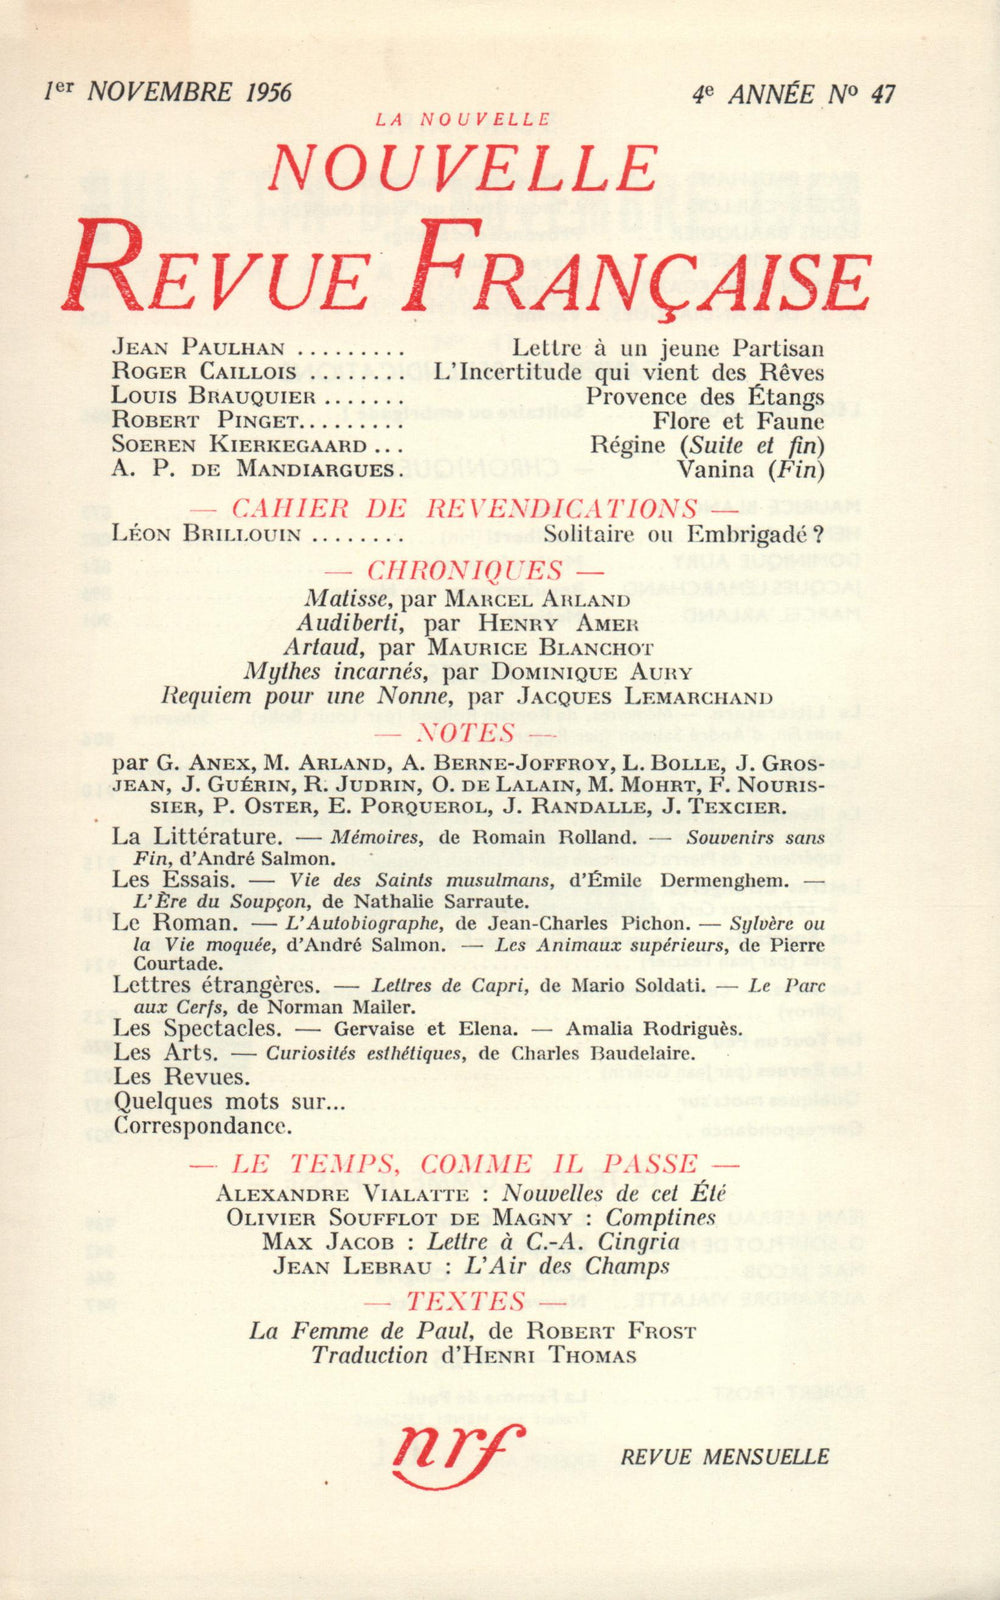 1er NOVEMBRE 1956
4e ANNÉE No 47
LA NOUVELLE
NOUVELLE
REVUE FRANÇAISE
JEAN PAULHAN ......... Lettre à un jeune Partisan
ROGER CAILLOIS ........ L'Incertitude qui vient des Rêves
LOUIS BRAUQUIER ....... Provence des Étangs
ROBERT PINGET......... Flore et Faune
SOEREN KIERKEGAARD ... Régine (Suite et fin)
A. P. DE MANDIARGUES. Vanina (Fin)
— CAHIER DE REVENDICATIONS —
LÉON BRILLOUIN ........ Solitaire ou Embrigadé ?
— CHRONIQUES —
Matisse, par MARCEL ARLAND
Audiberti, par HENRY AMER
Artaud, par MAURICE BLANCHOT
Mythes incarnés, par DOMINIQUE AURY
Requiem pour une Nonne, par JACQUES LEMARCHAND
— NOTES —
par G. ANEX, M. ARLAND, A. BERNE-JOFFROY, L. BOLLE, J. GROS-
JEAN, J. GUÉRIN, R. JUDRIN, O. DE LALAIN, M. MOHRT, F. NOURIS-
SIER, P. OSTER, E. PORQUEROL, J. RANDALLE, J. TEXCIER.
La Littérature. — Mémoires, de Romain Rolland. — Souvenirs sans
Fin, d'André Salmon.
Les Essais. — Vie des Saints musulmans, d'Émile Dermenghem. —
L'Ère du Soupçon, de Nathalie Sarraute.
Le Roman. — L'Autobiographe, de Jean-Charles Pichon. — Sylvère ou
la Vie moquée, d'André Salmon. — Les Animaux supérieurs, de Pierre
Courtade.
Lettres étrangères. — Lettres de Capri, de Mario Soldati. — Le Parc
aux Cerfs, de Norman Mailer.
Les Spectacles. — Gervaise et Elena. — Amalia Rodriguès.
Les Arts. — Curiosités esthétiques, de Charles Baudelaire.
Les Revues.
Quelques mots sur...
Correspondance.
— LE TEMPS, COMME IL PASSE —
ALEXANDRE VIALATTE : Nouvelles de cet Été
OLIVIER SOUFFLOT DE MAGNY : Comptines
MAX JACOB : Lettre à C.-A. Cingria
JEAN LEBRAU : L'Air des Champs
— TEXTES —
La Femme de Paul, de ROBERT FROST
Traduction d'HENRI THOMAS
nrf
REVUE MENSUELLE